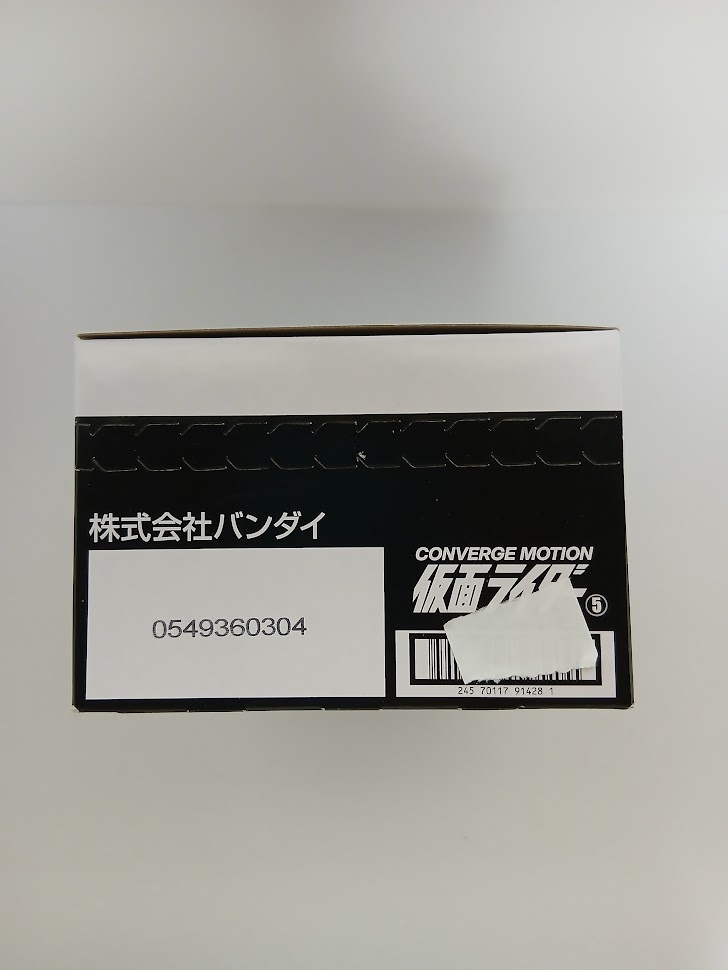 株式会社バンダイ
0549360304
CONVERGE MOTION
仮面ライダー
⑤
245 70117 91428 1